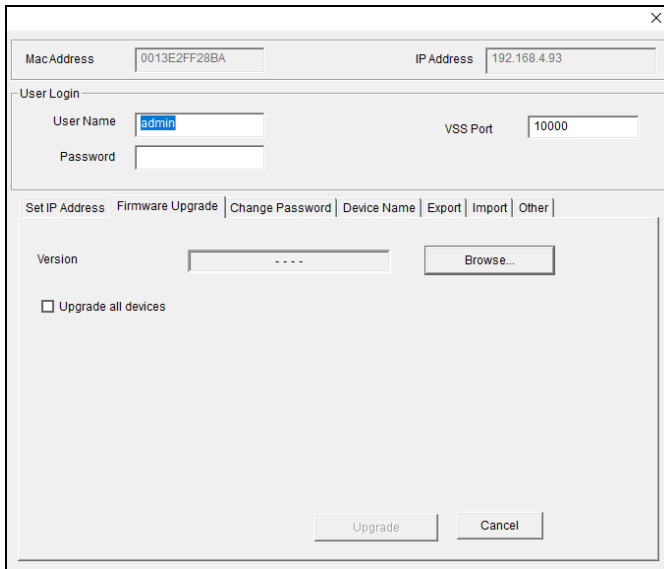 Mac Address 0013E2FF28BA IP Address 192.168.4.93
User Login
User Name admin VSS Port 10000
Password
Set IP Address Firmware Upgrade Change Password Device Name Export Import Other
Version - - - - Browse...
Upgrade all devices
Upgrade Cancel